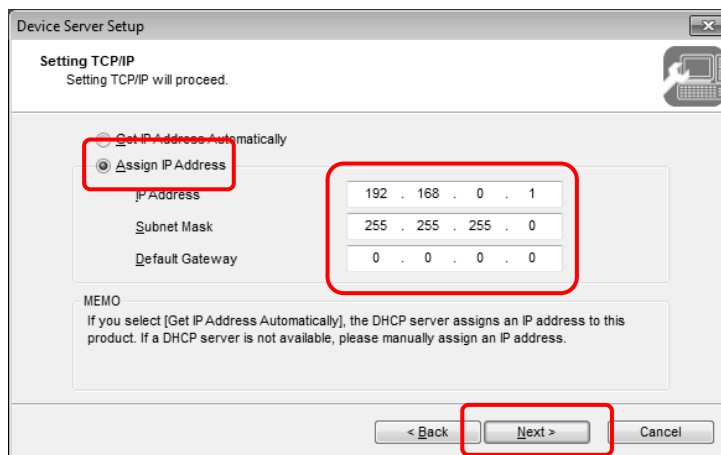 Device Server Setup
Setting TCP/IP
Setting TCP/IP will proceed.
Get IP Address Automatically
Assign IP Address
IP Address 192 . 168 . 0 . 1
Subnet Mask 255 . 255 . 255 . 0
Default Gateway 0 . 0 . 0 . 0
MEMO
If you select [Get IP Address Automatically], the DHCP server assigns an IP address to this
product. If a DHCP server is not available, please manually assign an IP address.
< Back Next > Cancel